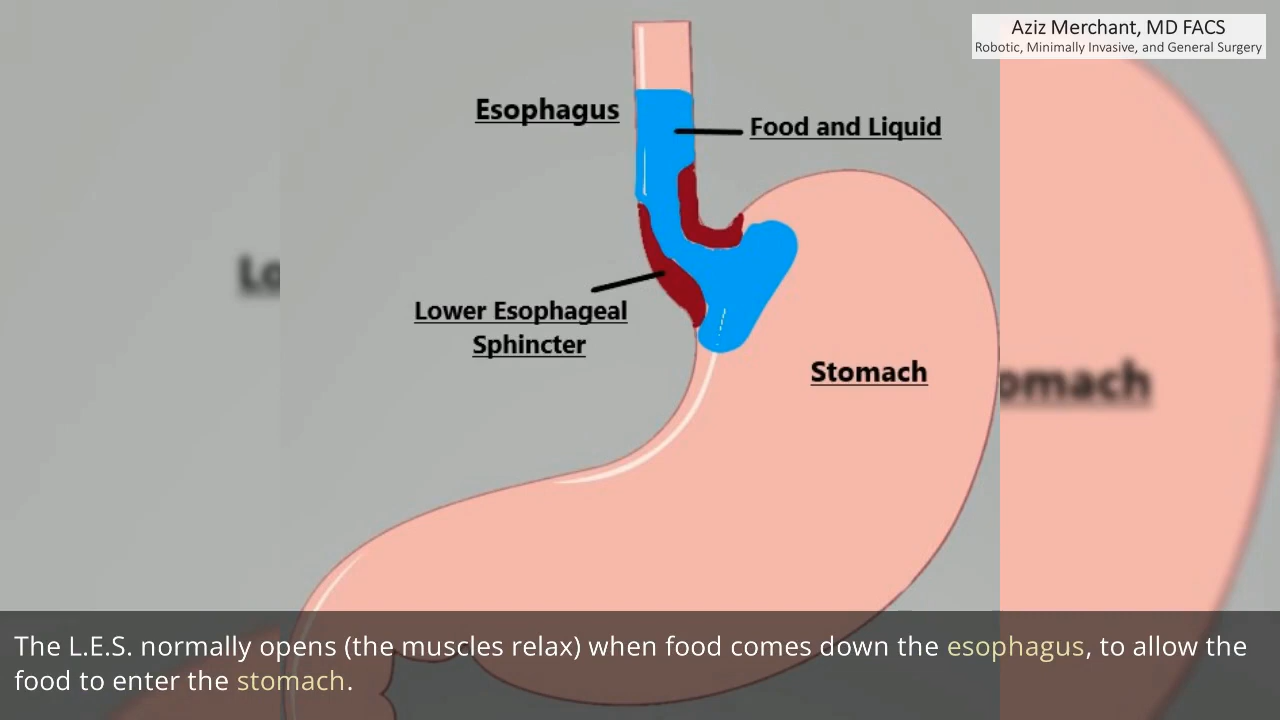 Aziz Merchant, MD FACS
Robotic, Minimally Invasive, and General Surgery
Esophagus
Food and Liquid
Lo
Lower Esophageal
Sphincter
Stomach
omach
The L.E.S. normally opens (the muscles relax) when food comes down the esophagus, to allow the
food to enter the stomach.